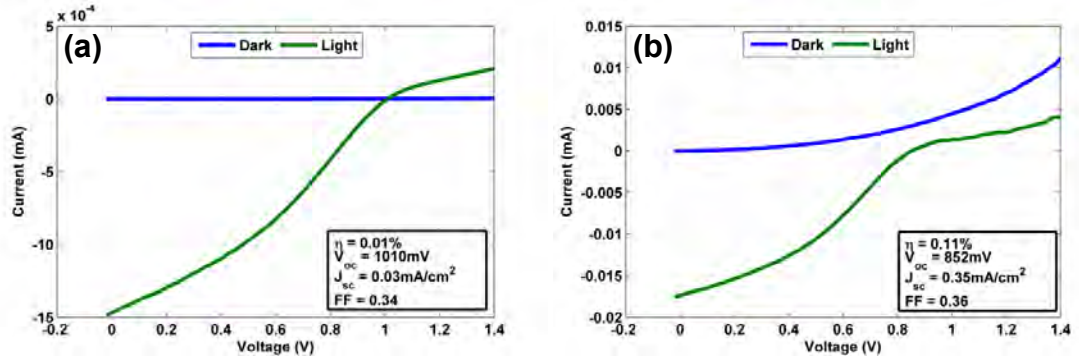 x 10⁻⁴
(a)
Dark Light
5
0
-5
-10
-15
Current (mA)
-0.2 0 0.2 0.4 0.6 0.8 1 1.2 1.4
Voltage (V)
η = 0.01%
Voc = 1010mV
Jsc = 0.03mA/cm²
FF = 0.34
(b)
Dark Light
0.015
0.01
0.005
0
-0.005
-0.01
-0.015
-0.02
Current (mA)
-0.2 0 0.2 0.4 0.6 0.8 1 1.2 1.4
Voltage (V)
η = 0.11%
Voc = 852mV
Jsc = 0.35mA/cm²
FF = 0.36